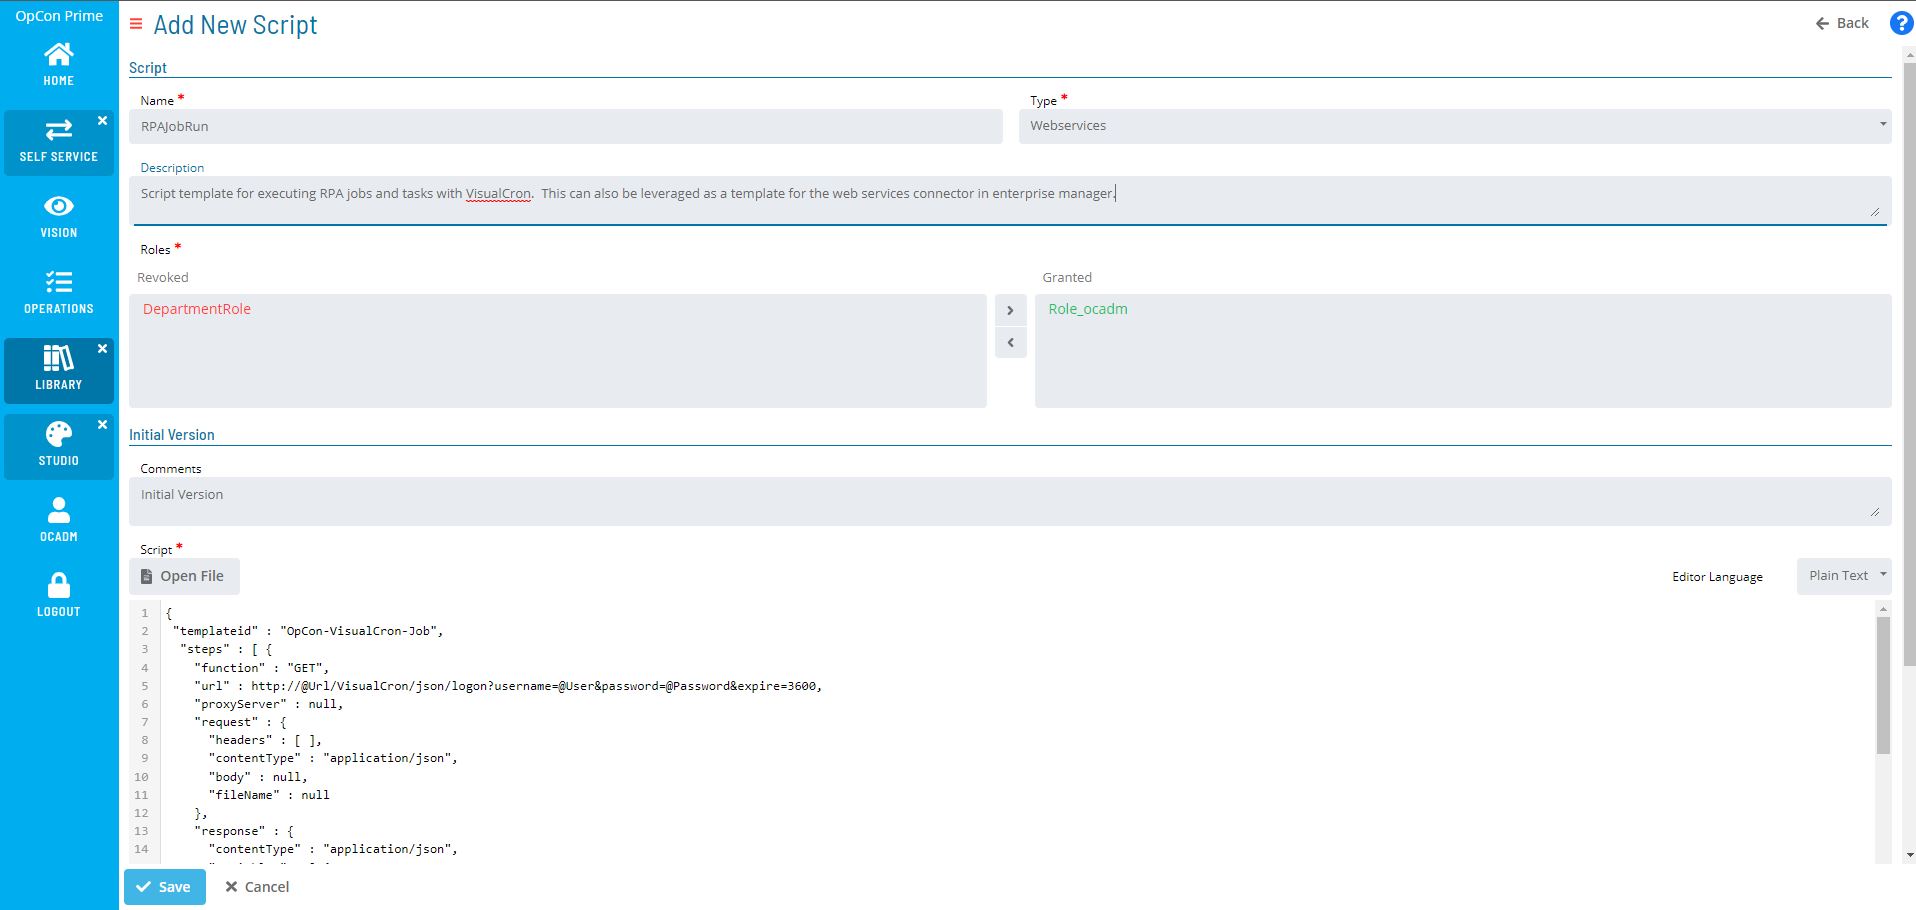 OpCon Prime
HOME
SELF SERVICE
VISION
OPERATIONS
LIBRARY
STUDIO
OCADM
LOGOUT
Add New Script
Back
?
Script
Name *
Type *
RPAJobRun
Webservices
Description
Script template for executing RPA jobs and tasks with VisualCron.  This can also be leveraged as a template for the web services connector in enterprise manager.
Roles *
Revoked
Granted
DepartmentRole
Role_ocadm
Initial Version
Comments
Initial Version
Script *
Open File
Editor Language
Plain Text
1 {
2 "templateid" : "OpCon-VisualCron-Job",
3 "steps" : [ {
4 "function" : "GET",
5 "url" : http://@Url/VisualCron/json/logon?username=@User&password=@Password&expire=3600,
6 "proxyServer" : null,
7 "request" : {
8 "headers" : [ ],
9 "contentType" : "application/json",
10 "body" : null,
11 "fileName" : null
12 },
13 "response" : {
14 "contentType" : "application/json",
Save
Cancel